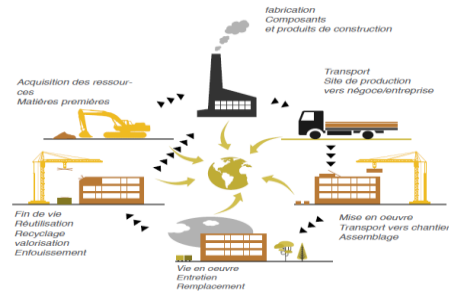 fabrication
Composants
et produits de construction
Acquisition des ressour-
ces
Matières premières
Transport
Site de production
vers négoce/entreprise
Fin de vie
Réutilisation
Recyclage
valorisation
Enfouissement
Mise en oeuvre
Transport vers chantier
Assemblage
Vie en oeuvre
Entretien
Remplacement